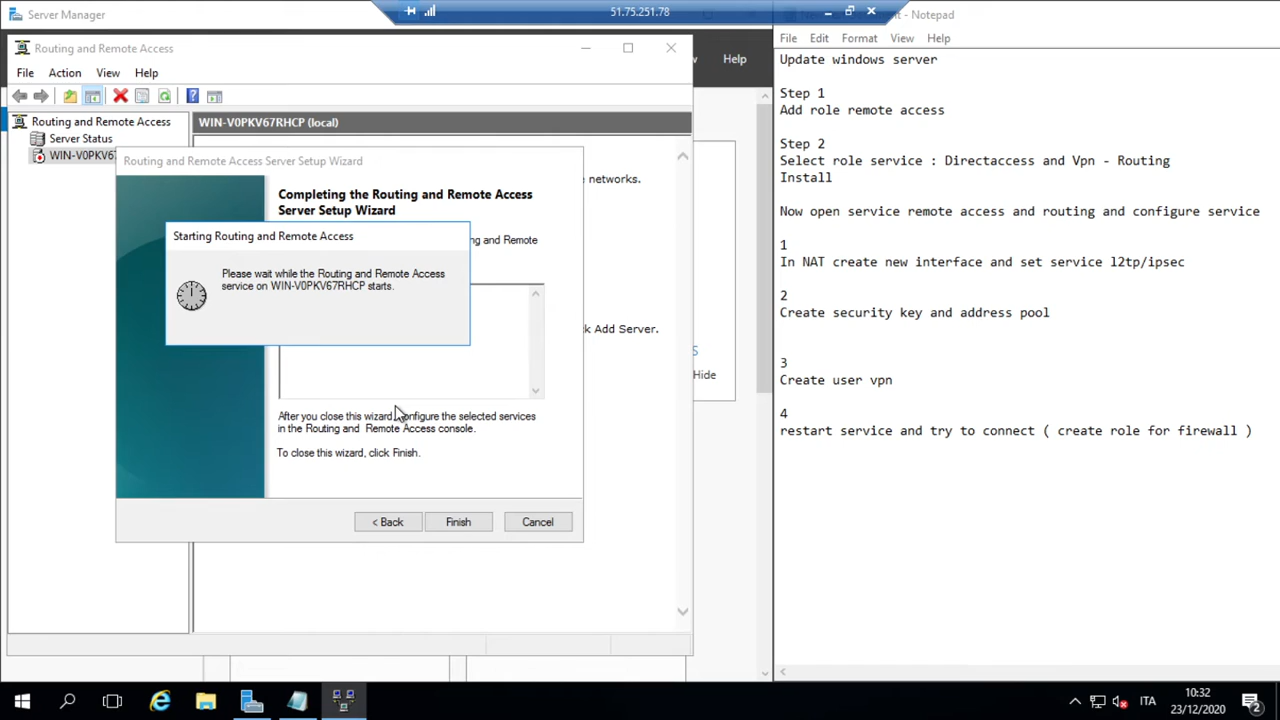 Server Manager
51.75.251.78
- Notepad
Routing and Remote Access
File Edit Format View Help
File Action View Help
Help
Update windows server
Step 1
Add role remote access
Routing and Remote Access
Server Status
WIN-V0PKV67
WIN-V0PKV67RHCP (local)
Step 2
Select role service : Directaccess and Vpn - Routing
Install
Now open service remote access and routing and configure service
1
In NAT create new interface and set service l2tp/ipsec
2
Create security key and address pool
3
Create user vpn
4
restart service and try to connect ( create role for firewall )
networks.
k Add Server.
S
Hide
Routing and Remote Access Server Setup Wizard
Completing the Routing and Remote Access
Server Setup Wizard
ng and Remote
Starting Routing and Remote Access
Please wait while the Routing and Remote Access
service on WIN-V0PKV67RHCP starts.
After you close this wizard, configure the selected services
in the Routing and Remote Access console.
To close this wizard, click Finish.
< Back Finish Cancel
ITA
10:32
23/12/2020
2